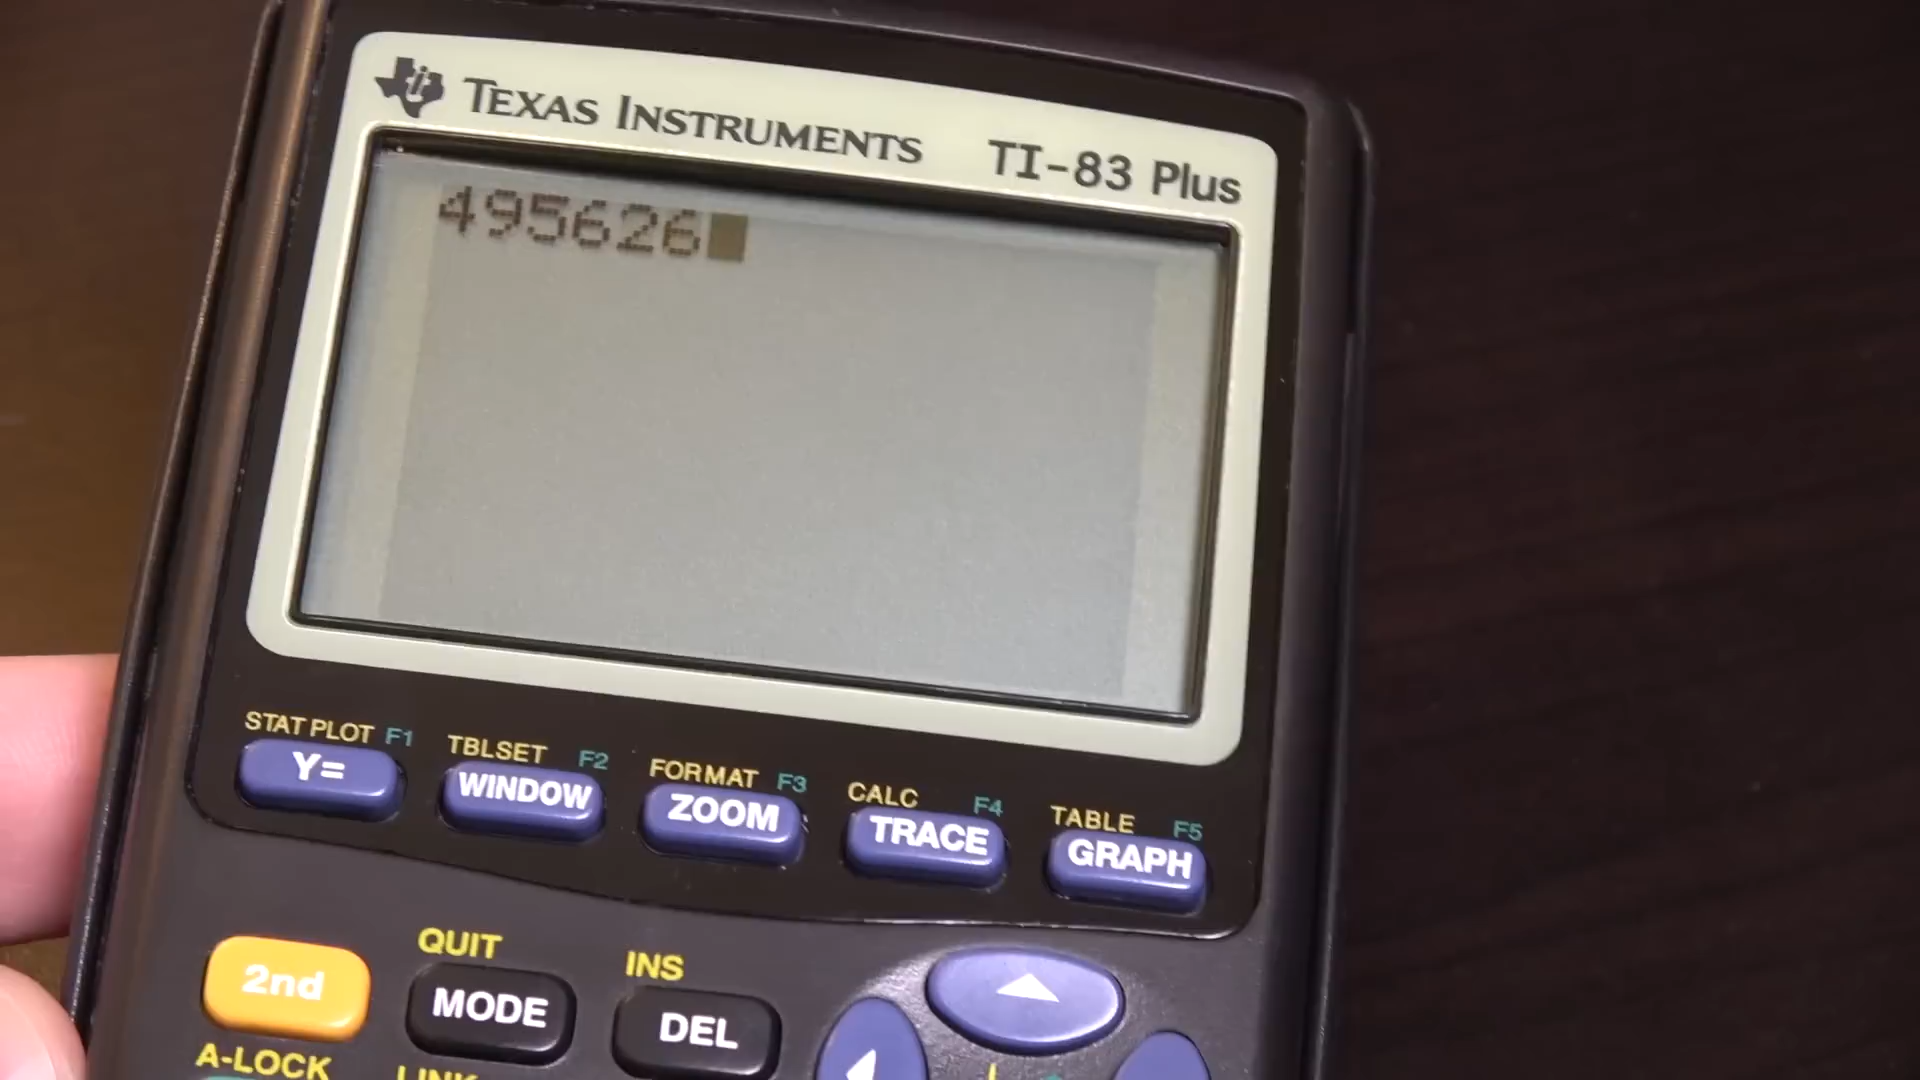 TEXAS INSTRUMENTS TI-83 Plus
495626
STAT PLOT F1 TBLSET F2 FORMAT F3 CALC F4 TABLE F5
Y= WINDOW ZOOM TRACE GRAPH
QUIT INS
2nd MODE DEL
A-LOCK LINK